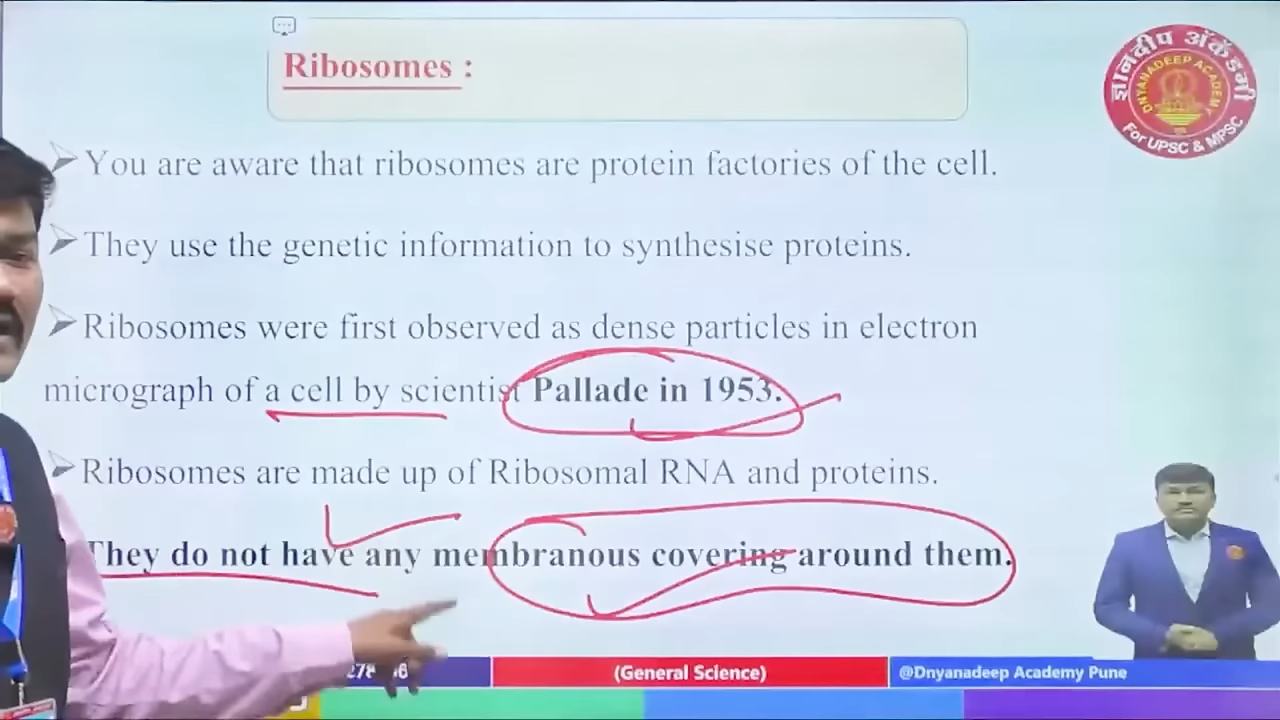 Ribosomes :
ज्ञानदीप अॅकॅडमी
DNYANADEEP ACADEMY
For UPSC & MPSC
You are aware that ribosomes are protein factories of the cell.
They use the genetic information to synthesise proteins.
Ribosomes were first observed as dense particles in electron
micrograph of a cell by scientist Pallade in 1953.
Ribosomes are made up of Ribosomal RNA and proteins.
They do not have any membranous covering around them.
(General Science)
@Dnyanadeep Academy Pune